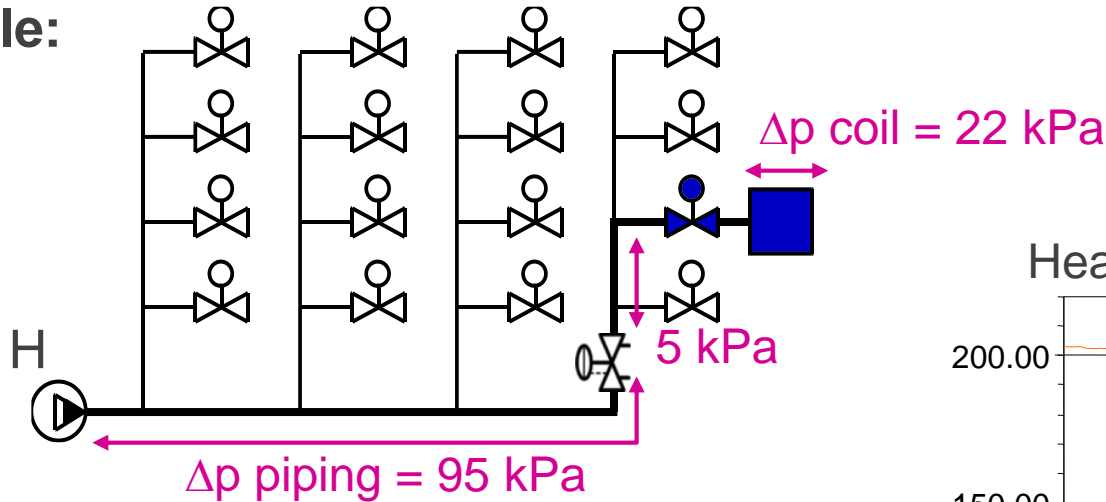 le:
Δp coil = 22 kPa
Hea
H
5 kPa
200.00
Δp piping = 95 kPa
150.00